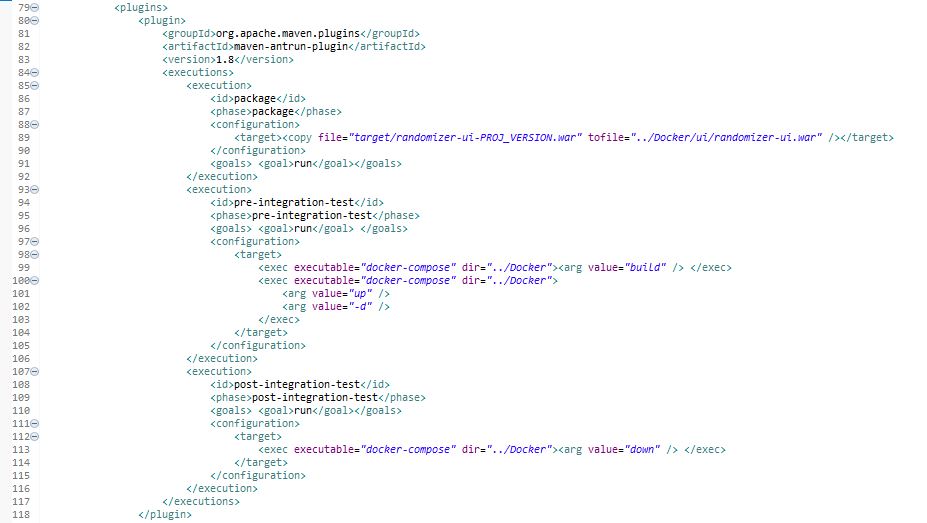 79 <plugins>
80 <plugin>
81 <groupId>org.apache.maven.plugins</groupId>
82 <artifactId>maven-antrun-plugin</artifactId>
83 <version>1.8</version>
84 <executions>
85 <execution>
86 <id>package</id>
87 <phase>package</phase>
88 <configuration>
89 <target><copy file="target/randomizer-ui-PROJ_VERSION.war" tofile="../Docker/ui/randomizer-ui.war" /></target>
90 </configuration>
91 <goals> <goal>run</goal></goals>
92 </execution>
93 <execution>
94 <id>pre-integration-test</id>
95 <phase>pre-integration-test</phase>
96 <goals> <goal>run</goal> </goals>
97 <configuration>
98 <target>
99 <exec executable="docker-compose" dir="../Docker"><arg value="build" /> </exec>
100 <exec executable="docker-compose" dir="../Docker">
101 <arg value="up" />
102 <arg value="-d" />
103 </exec>
104 </target>
105 </configuration>
106 </execution>
107 <execution>
108 <id>post-integration-test</id>
109 <phase>post-integration-test</phase>
110 <goals> <goal>run</goal></goals>
111 <configuration>
112 <target>
113 <exec executable="docker-compose" dir="../Docker"><arg value="down" /> </exec>
114 </target>
115 </configuration>
116 </execution>
117 </executions>
118 </plugin>